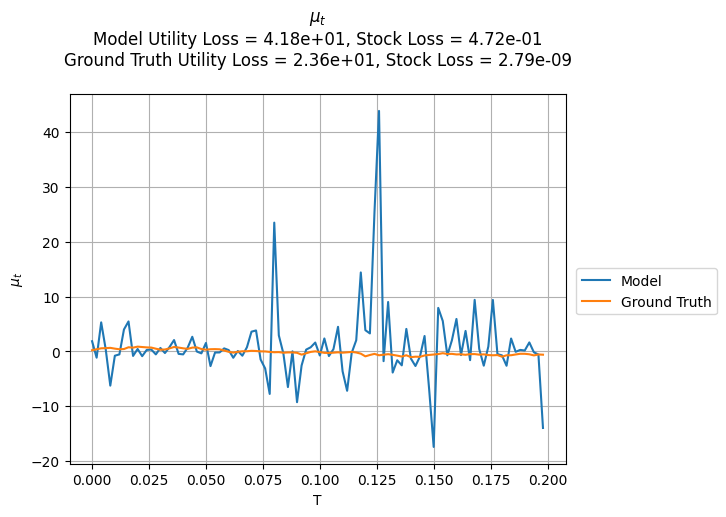 μt
Model Utility Loss = 4.18e+01, Stock Loss = 4.72e-01
Ground Truth Utility Loss = 2.36e+01, Stock Loss = 2.79e-09
μt
40
30
20
10
0
−10
−20
0.000 0.025 0.050 0.075 0.100 0.125 0.150 0.175 0.200
T
Model
Ground Truth